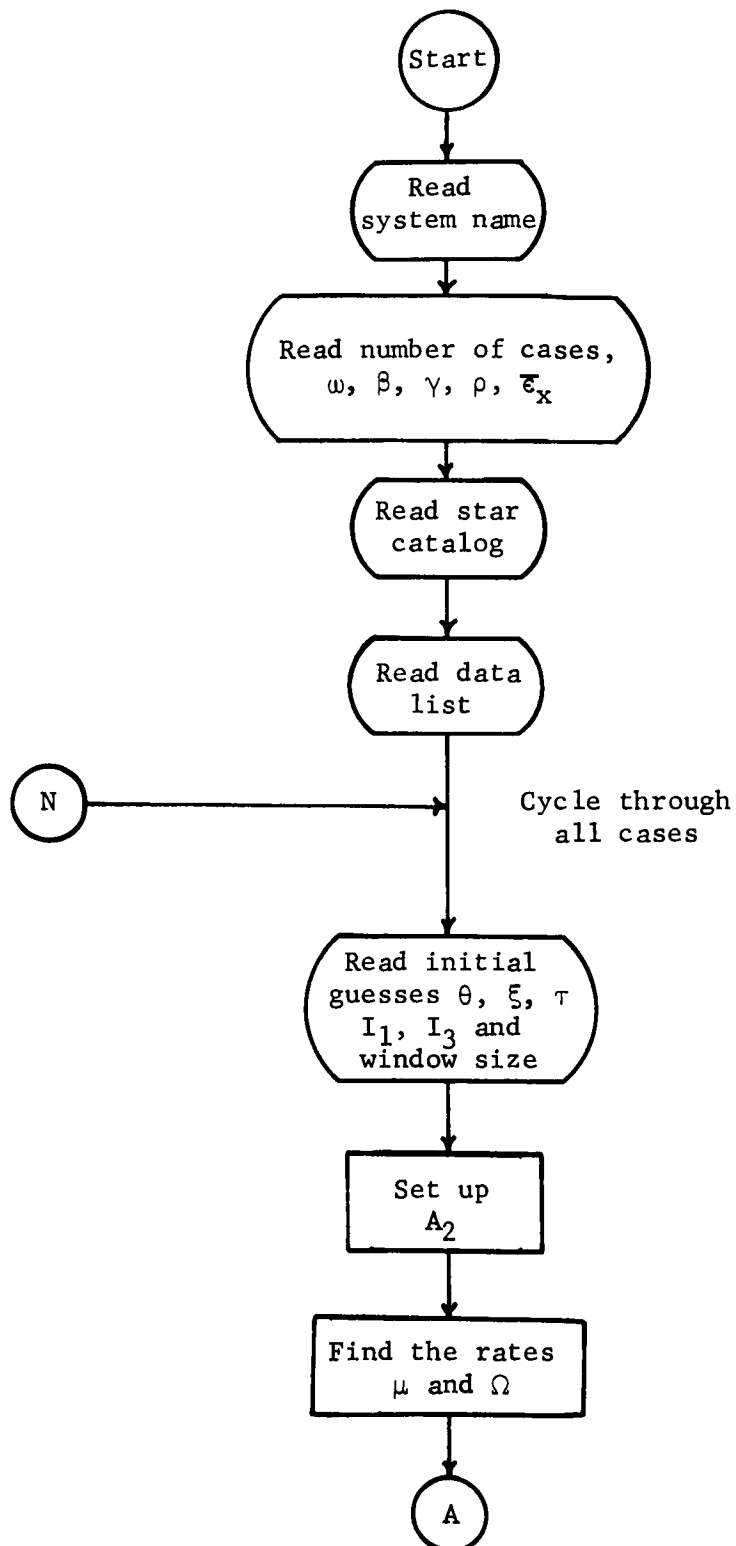 Start
Read
system name
Read number of cases,
ω, β, γ, ρ, ϵ̅ₓ
Read star
catalog
Read data
list
N
Cycle through
all cases
Read initial
guesses θ, ξ, τ
I₁, I₃ and
window size
Set up
A₂
Find the rates
μ and Ω
A